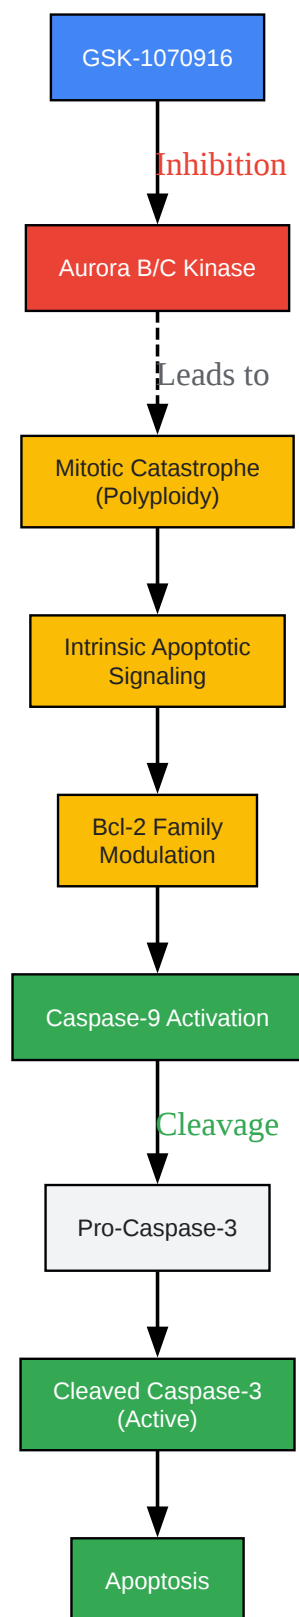 GSK-1070916
Inhibition
Aurora B/C Kinase
Leads to
Mitotic Catastrophe
(Polyploidy)
Intrinsic Apoptotic
Signaling
Bcl-2 Family
Modulation
Caspase-9 Activation
Cleavage
Pro-Caspase-3
Cleaved Caspase-3
(Active)
Apoptosis